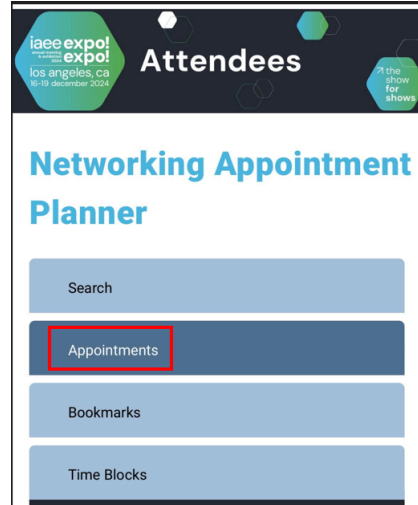 iaee expo!
annual meeting
& exhibition
2024 expo!
los angeles, ca
16-19 december 2024
Attendees
the
show
for
shows
Networking Appointment
Planner
Search
Appointments
Bookmarks
Time Blocks